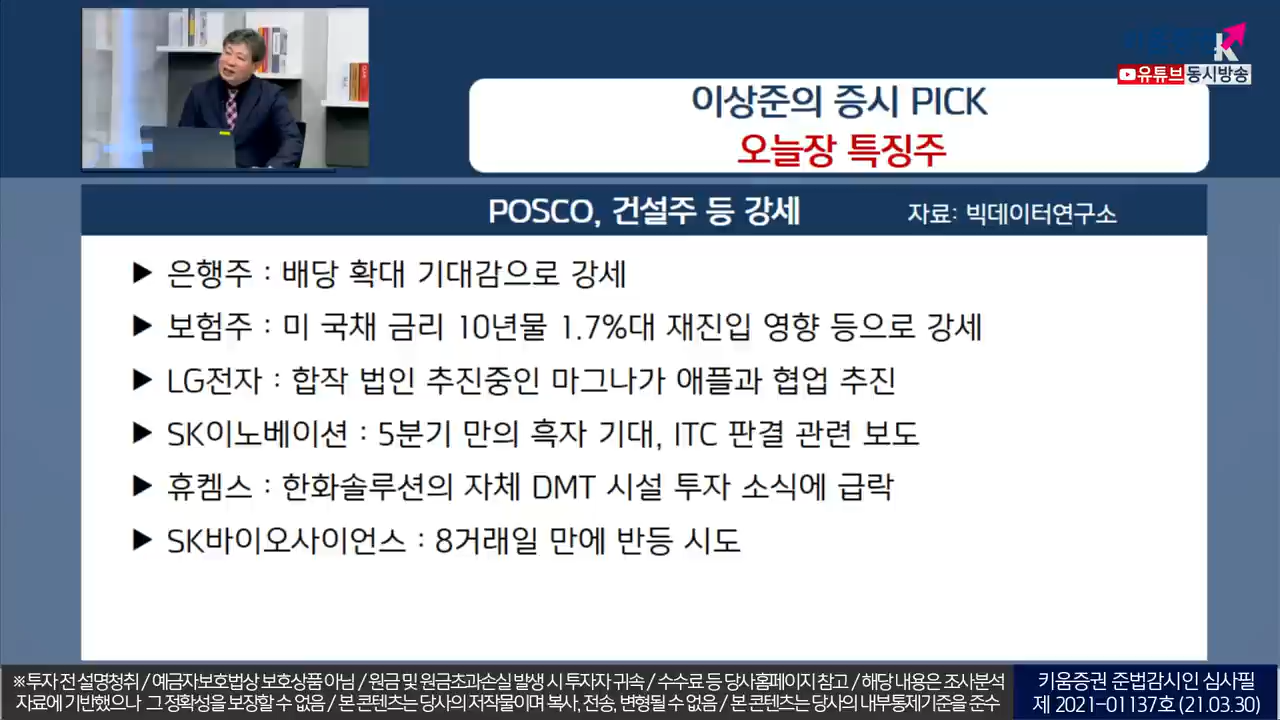 유튜브동시방송
이상준의 증시 PICK
오늘장 특징주
POSCO, 건설주 등 강세
자료: 빅데이터연구소
▶ 은행주 : 배당 확대 기대감으로 강세
▶ 보험주 : 미 국채 금리 10년물 1.7%대 재진입 영향 등으로 강세
▶ LG전자 : 합작 법인 추진중인 마그나가 애플과 협업 추진
▶ SK이노베이션 : 5분기 만의 흑자 기대, ITC 판결 관련 보도
▶ 휴켐스 : 한화솔루션의 자체 DMT 시설 투자 소식에 급락
▶ SK바이오사이언스 : 8거래일 만에 반등 시도
※투자 전 설명청취 / 예금자보호법상 보호상품 아님 / 원금 및 원금초과손실 발생 시 투자자 귀속 / 수수료 등 당사홈페이지 참고 / 해당 내용은 조사분석
자료에 기반했으나 그 정확성을 보장할 수 없음 / 본 콘텐츠는 당사의 저작물이며 복사, 전송, 변형될 수 없음 / 본 콘텐츠는 당사의 내부통제기준을 준수
키움증권 준법감시인 심사필
제 2021-01137호 (21.03.30)